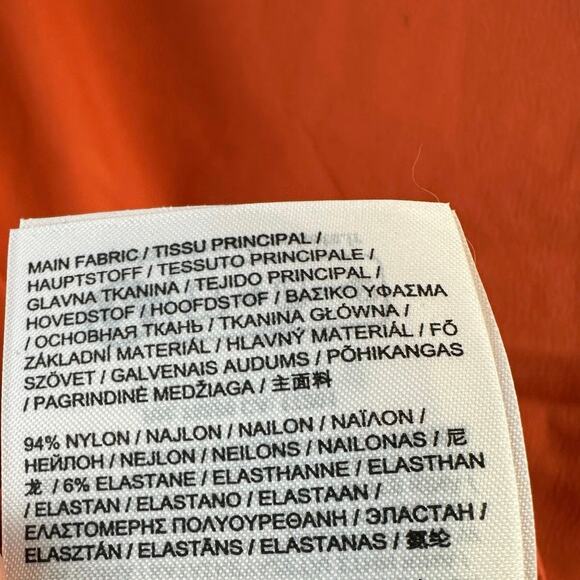 MAIN FABRIC / TISSU PRINCIPAL /
HAUPTSTOFF / TESSUTO PRINCIPALE /
GLAVNA TKANINA / TEJIDO PRINCIPAL /
HOVEDSTOF / HOOFDSTOF / ΒΑΣΙΚΟ ΥΦΑΣΜΑ
/ ОСНОВНАЯ ТКАНЬ / TKANINA GŁÓWNA /
ZÁKLADNÍ MATERIÁL / HLAVNÝ MATERIÁL / FŐ
SZÖVET / GALVENAIS AUDUMS / PÕHIKANGAS
/ PAGRINDINĖ MEDŽIAGA / 主面料
94% NYLON / NAJLON / NAILON / ΝΑΪΛΟΝ /
НЕЙЛОН / NEJLON / NEILONS / NAILONAS / 尼
龙 / 6% ELASTANE / ELASTHANNE / ELASTHAN
/ ELASTAN / ELASTANO / ELASTAAN /
ΕΛΑΣΤΟΜΕΡΗΣ ΠΟΛΥΟΥΡΕΘΑΝΗ / ЭЛАСТАН /
ELASZTÁN / ELASTĀNS / ELASTANAS / 氨纶